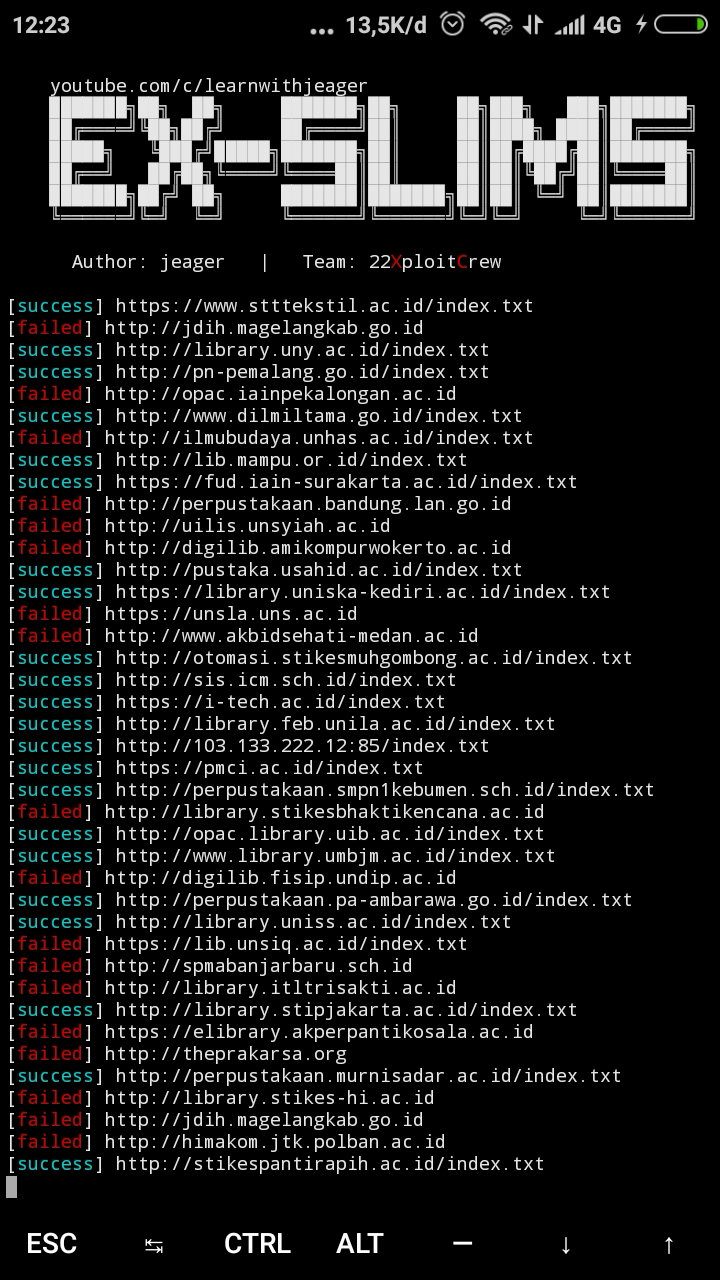 12:23 ... 13,5K/d 4G
youtube.com/c/learnwithjeager
EX-SLIMS
Author: jeager | Team: 22XploitCrew
[success] https://www.stttekstil.ac.id/index.txt
[failed] http://jdih.magelangkab.go.id
[success] http://library.uny.ac.id/index.txt
[success] http://pn-pemalang.go.id/index.txt
[failed] http://opac.iainpekalongan.ac.id
[success] http://www.dilmiltama.go.id/index.txt
[failed] http://ilmubudaya.unhas.ac.id/index.txt
[success] http://lib.mampu.or.id/index.txt
[success] https://fud.iain-surakarta.ac.id/index.txt
[failed] http://perpustakaan.bandung.lan.go.id
[failed] http://uilis.unsyiah.ac.id
[failed] http://digilib.amikompurwokerto.ac.id
[success] http://pustaka.usahid.ac.id/index.txt
[success] https://library.uniska-kediri.ac.id/index.txt
[failed] https://unsla.uns.ac.id
[failed] http://www.akbidsehati-medan.ac.id
[success] http://otomasi.stikesmuhgombong.ac.id/index.txt
[success] http://sis.icm.sch.id/index.txt
[success] https://i-tech.ac.id/index.txt
[success] http://library.feb.unila.ac.id/index.txt
[success] http://103.133.222.12:85/index.txt
[success] https://pmci.ac.id/index.txt
[success] http://perpustakaan.smpn1kebumen.sch.id/index.txt
[failed] http://library.stikesbhaktikencana.ac.id
[success] http://opac.library.uib.ac.id/index.txt
[success] http://www.library.umbjm.ac.id/index.txt
[failed] http://digilib.fisip.undip.ac.id
[success] http://perpustakaan.pa-ambarawa.go.id/index.txt
[success] http://library.uniss.ac.id/index.txt
[failed] https://lib.unsiq.ac.id/index.txt
[failed] http://spmabanjarbaru.sch.id
[failed] http://library.itltrisakti.ac.id
[success] http://library.stipjakarta.ac.id/index.txt
[failed] https://elibrary.akperpantikosala.ac.id
[failed] http://theprakarsa.org
[success] http://perpustakaan.murnisadar.ac.id/index.txt
[failed] http://library.stikes-hi.ac.id
[failed] http://jdih.magelangkab.go.id
[failed] http://himakom.jtk.polban.ac.id
[success] http://stikespantirapih.ac.id/index.txt
ESC ↹ CTRL ALT — ↓ ↑